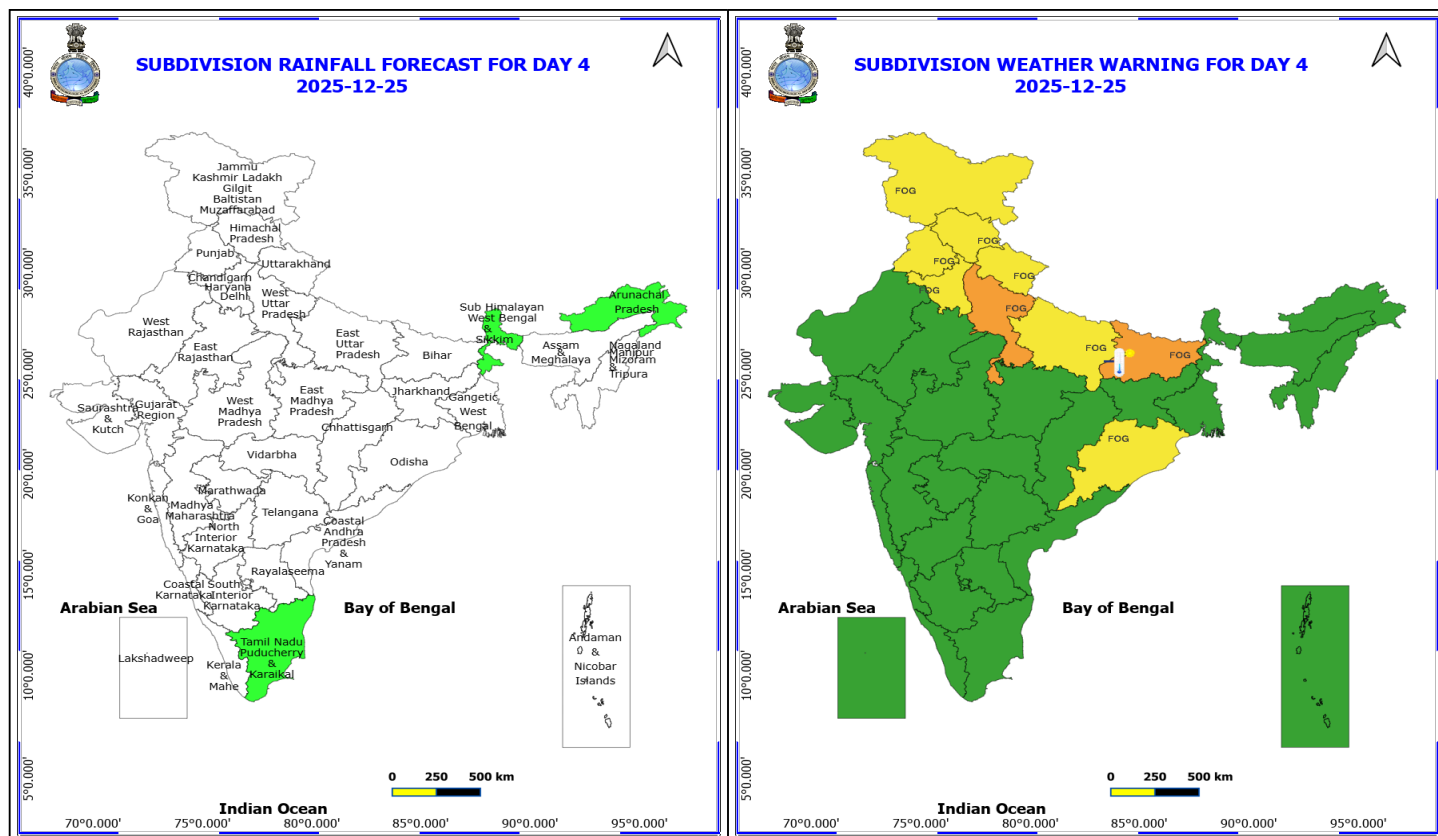 SUBDIVISION RAINFALL FORECAST FOR DAY 4
2025-12-25
40°0.000'
35°0.000'
30°0.000'
25°0.000'
20°0.000'
15°0.000'
10°0.000'
5°0.000'
Jammu
Kashmir Ladakh
Gilgit
Baltistan
Muzaffarabad
Himachal
Pradesh
Punjab
Uttarakhand
Chandigarh
Haryana
Delhi
West
Uttar
Pradesh
West
Rajasthan
East
Rajasthan
East
Uttar
Pradesh
Bihar
Sub Himalayan
West Bengal
&
Sikkim
Arunachal
Pradesh
Assam
&
Meghalaya
Nagaland
Manipur
Mizoram
&
Tripura
Saurashtra
&
Kutch
Gujarat
Region
West
Madhya
Pradesh
East
Madhya
Pradesh
Jharkhand
Gangetic
West
Bengal
Chhattisgarh
Vidarbha
Odisha
Konkan
&
Goa
Madhya
Maharashtra
Marathwada
Telangana
North
Interior
Karnataka
Coastal
Andhra
Pradesh
&
Yanam
Rayalaseema
Coastal
Karnataka
South
Interior
Karnataka
Arabian Sea
Bay of Bengal
Lakshadweep
Kerala
&
Mahe
Tamil Nadu
Puducherry
&
Karaikal
Andaman
&
Nicobar
Islands
0 250 500 km
Indian Ocean
70°0.000' 75°0.000' 80°0.000' 85°0.000' 90°0.000' 95°0.000'
SUBDIVISION WEATHER WARNING FOR DAY 4
2025-12-25
40°0.000'
35°0.000'
30°0.000'
25°0.000'
20°0.000'
15°0.000'
10°0.000'
5°0.000'
FOG
FOG
FOG
FOG
FOG
FOG
FOG
FOG
FOG
Arabian Sea
Bay of Bengal
0 250 500 km
Indian Ocean
70°0.000' 75°0.000' 80°0.000' 85°0.000' 90°0.000' 95°0.000'